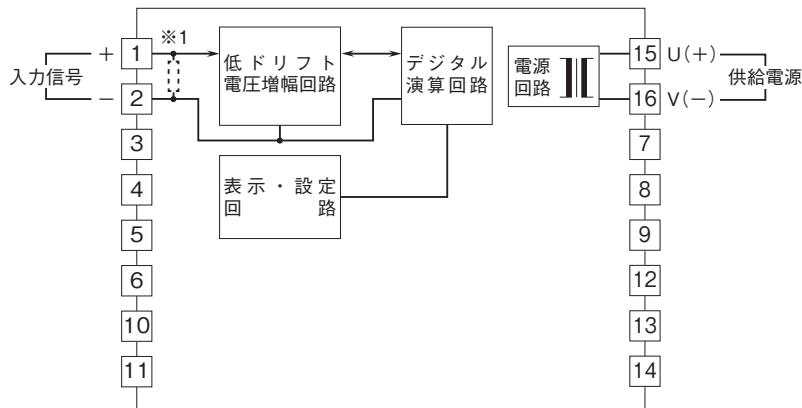 ※1
+ 1
入力信号
− 2
3
4
5
6
10
11
低ドリフト
電圧増幅回路
デジタル
演算回路
表示・設定
回路
電源
回路
15 U(+)
供給電源
16 V(−)
7
8
9
12
13
14